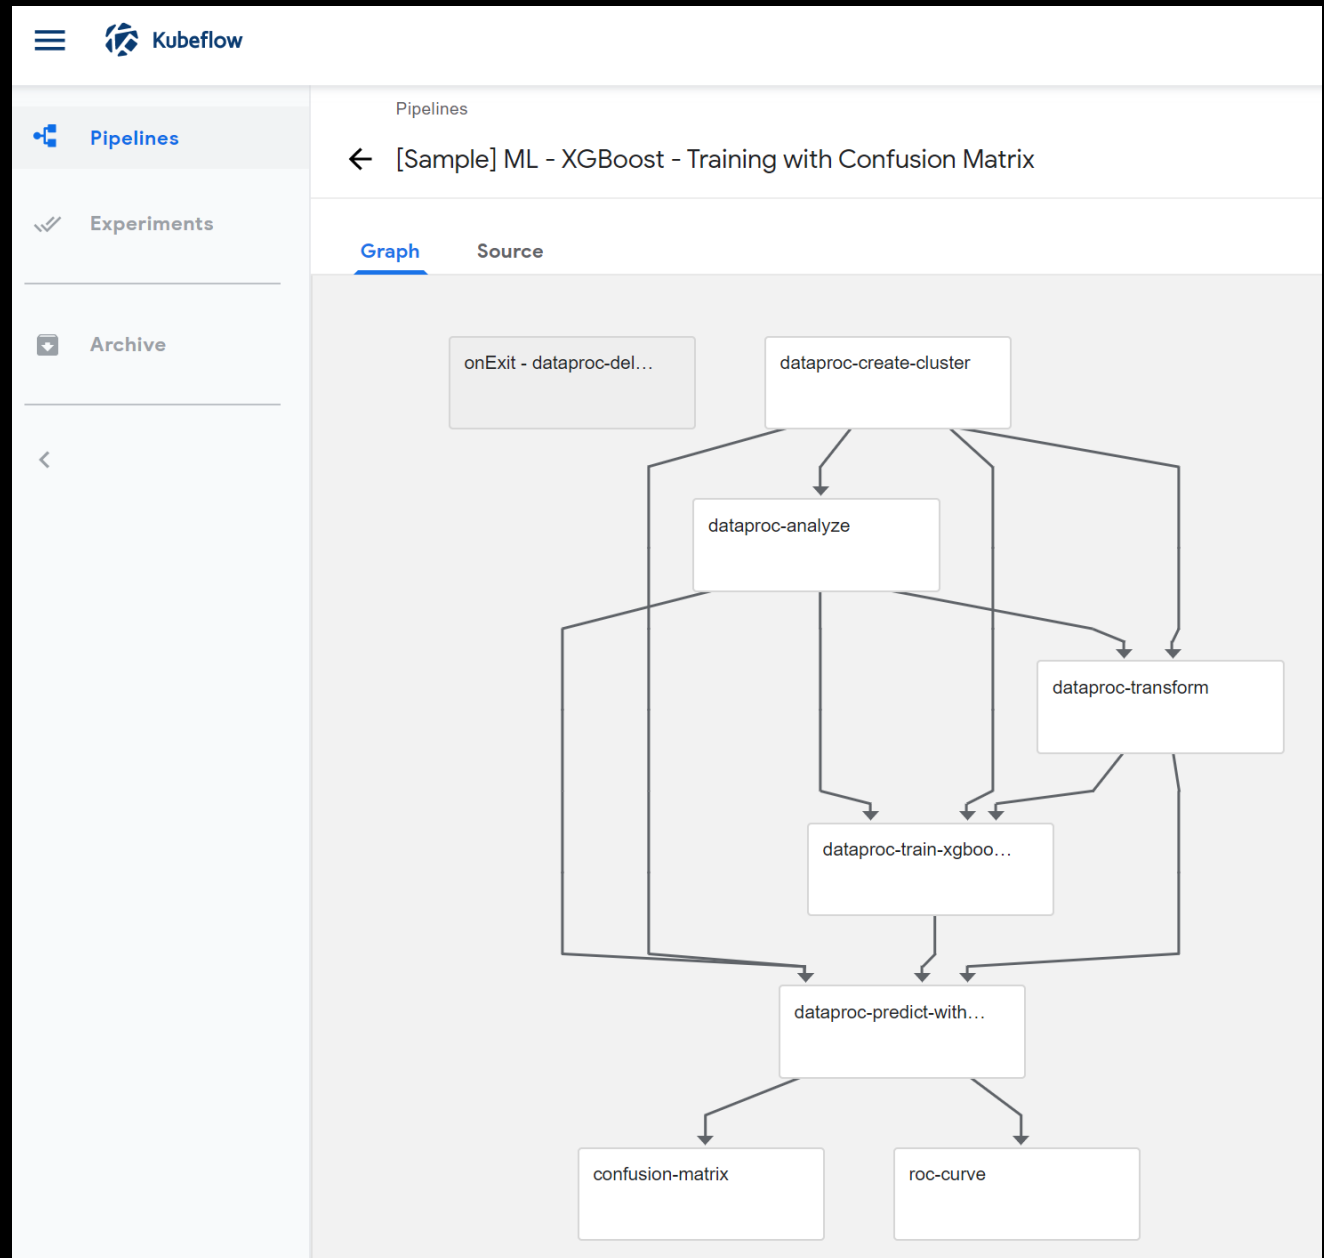 Kubeflow
Pipelines
Experiments
Archive
Pipelines
[Sample] ML - XGBoost - Training with Confusion Matrix
Graph Source
onExit - dataproc-del... dataproc-create-cluster
dataproc-analyze
dataproc-transform
dataproc-train-xgboo...
dataproc-predict-with...
confusion-matrix roc-curve